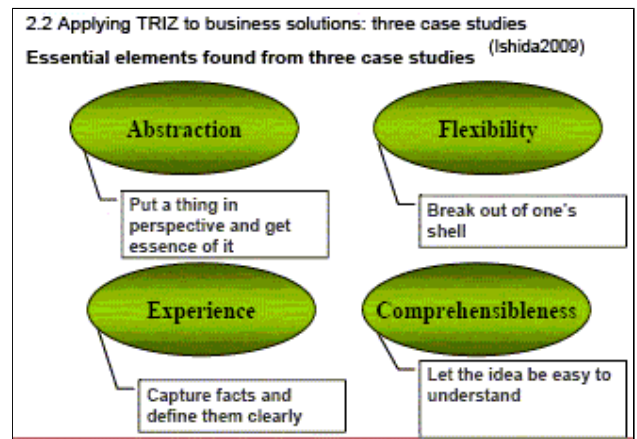 2.2 Applying TRIZ to business solutions: three case studies
Essential elements found from three case studies (Ishida2009)
Abstraction
Put a thing in
perspective and get
essence of it
Flexibility
Break out of one's
shell
Experience
Capture facts and
define them clearly
Comprehensibleness
Let the idea be easy to
understand